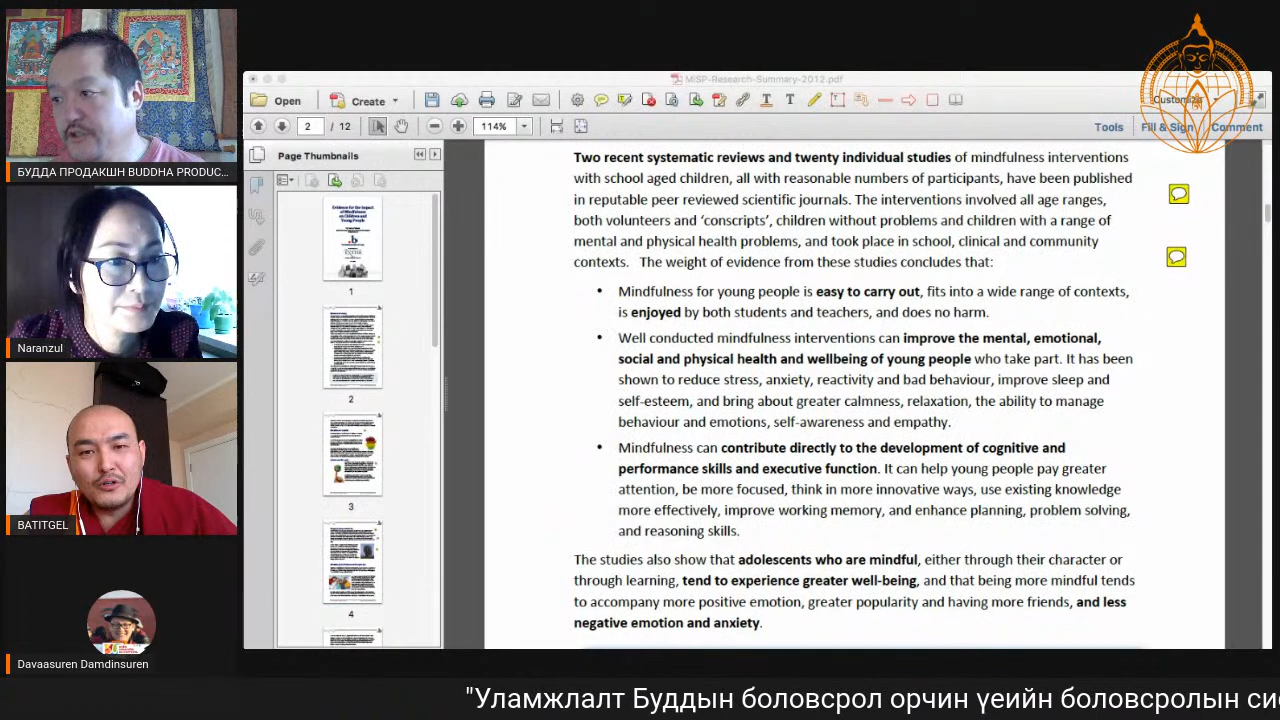 MiSP-Research-Summary-2012.pdf
Open
Create
Customize
2 / 12
114%
Tools
Fill & Sign
Comment
Page Thumbnails
Evidence for the Impact
of Mindfulness
on Children and
Young People
1
2
3
4
Two recent systematic reviews and twenty individual studies of mindfulness interventions
with school aged children, all with reasonable numbers of participants, have been published
in reputable peer reviewed scientific journals. The interventions involved all age ranges,
both volunteers and 'conscripts', children without problems and children with a range of
mental and physical health problems, and took place in school, clinical and community
contexts. The weight of evidence from these studies concludes that:
• Mindfulness for young people is easy to carry out, fits into a wide range of contexts,
enjoyed by both students and teachers, and does no harm.
• Well conducted mindfulness interventions can improve the mental, emotional,
social and physical health and wellbeing of young people who take part. It has been
shown to reduce stress, anxiety, reactivity and bad behaviour, improve sleep and
self-esteem, and bring about greater calmness, relaxation, the ability to manage
behaviour and emotions, self-awareness and empathy.
• Mindfulness can contribute directly to the development of cognitive and
performance skills and executive function. It can help young people pay greater
attention, be more focused, think in more innovative ways, use existing knowledge
more effectively, improve working memory, and enhance planning, problem solving,
and reasoning skills.
The studies also show that adolescents who are mindful, either through their character or
through training, tend to experience greater well-being, and that being more mindful tends
to accompany more positive emotion, greater popularity and having more friends, and less
negative emotion and anxiety.
БУДДА ПРОДАКШН BUDDHA PRODUC...
Naranzul
BATITGEL
Davaasuren Damdinsuren
"Уламжлалт Буддын боловсрол орчин үеийн боловсролын си